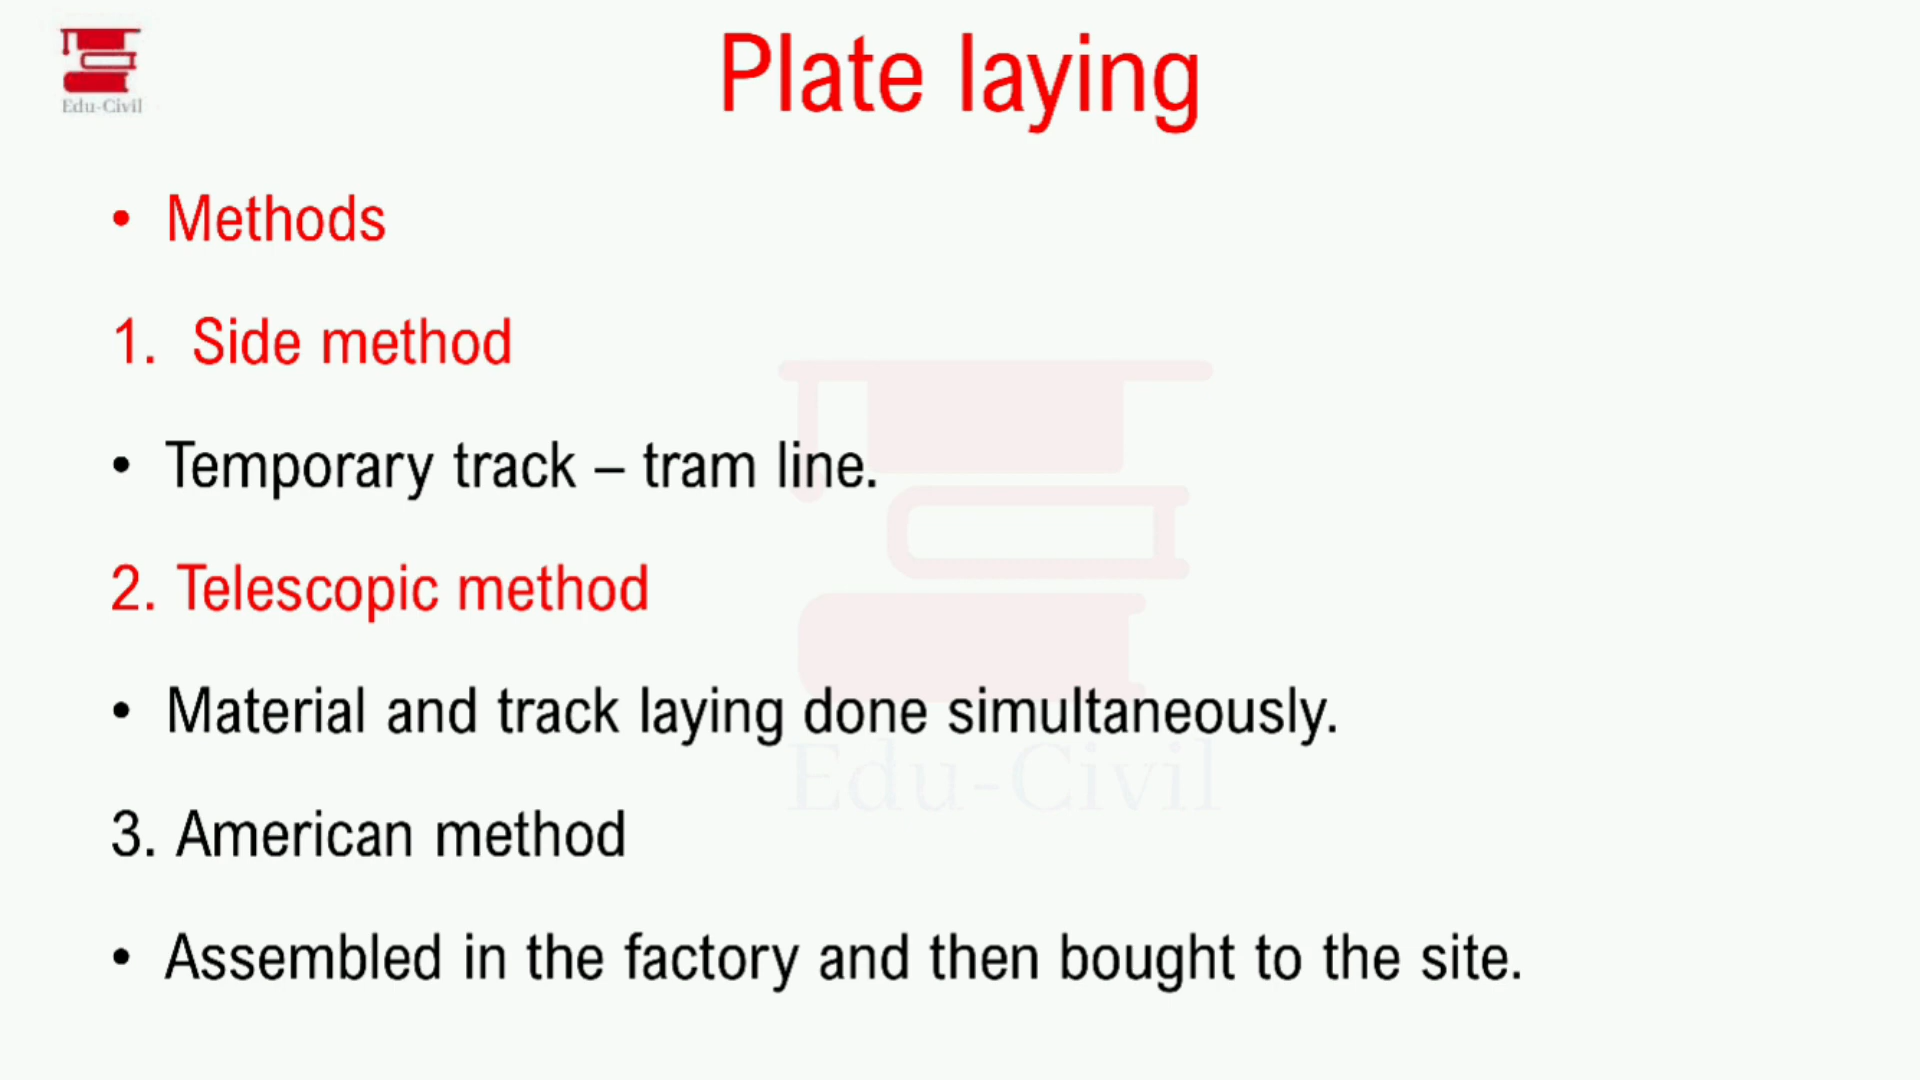 Edu-Civil
Plate laying
• Methods
1. Side method
• Temporary track – tram line.
2. Telescopic method
• Material and track laying done simultaneously.
Edu-Civil
3. American method
• Assembled in the factory and then bought to the site.